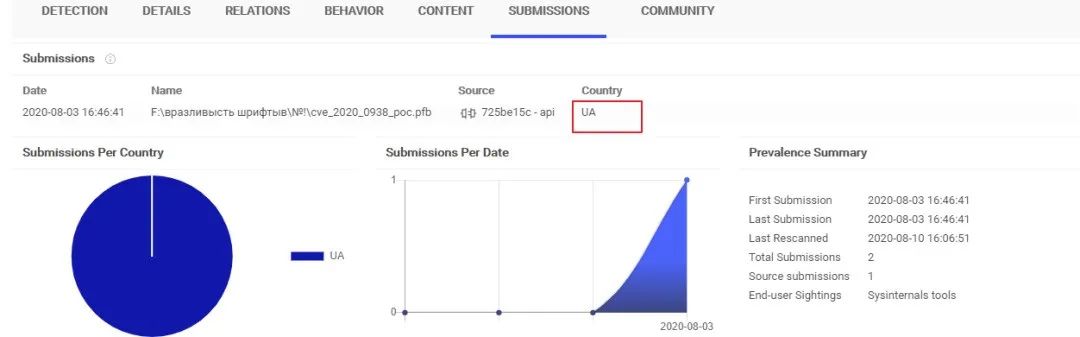 DETECTION DETAILS RELATIONS BEHAVIOR CONTENT SUBMISSIONS COMMUNITY
Submissions
Date Name Source Country
2020-08-03 16:46:41 F:\вразливысть шрифтыв\№!\cve_2020_0938_poc.pfb 725be15c - api UA
Submissions Per Country
UA
Submissions Per Date
1
0
2020-08-03
Prevalence Summary
First Submission 2020-08-03 16:46:41
Last Submission 2020-08-03 16:46:41
Last Rescanned 2020-08-10 16:06:51
Total Submissions 2
Source submissions 1
End-user Sightings Sysinternals tools